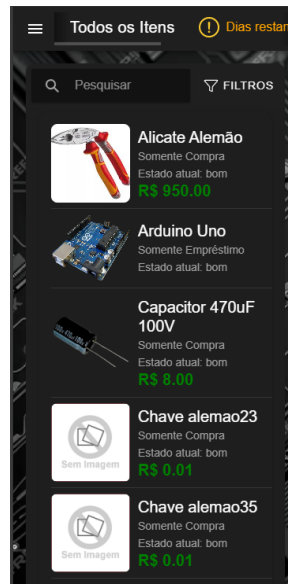 Todos os Itens
Dias restan
Pesquisar
FILTROS
Alicate Alemão
Somente Compra
Estado atual: bom
R$ 950.00
Arduino Uno
Somente Empréstimo
Estado atual: bom
Capacitor 470uF
100V
Somente Compra
Estado atual: bom
R$ 8.00
Chave alemao23
Somente Compra
Estado atual: bom
R$ 0.01
Sem Imagem
Chave alemao35
Somente Compra
Estado atual: bom
R$ 0.01
Sem Imagem